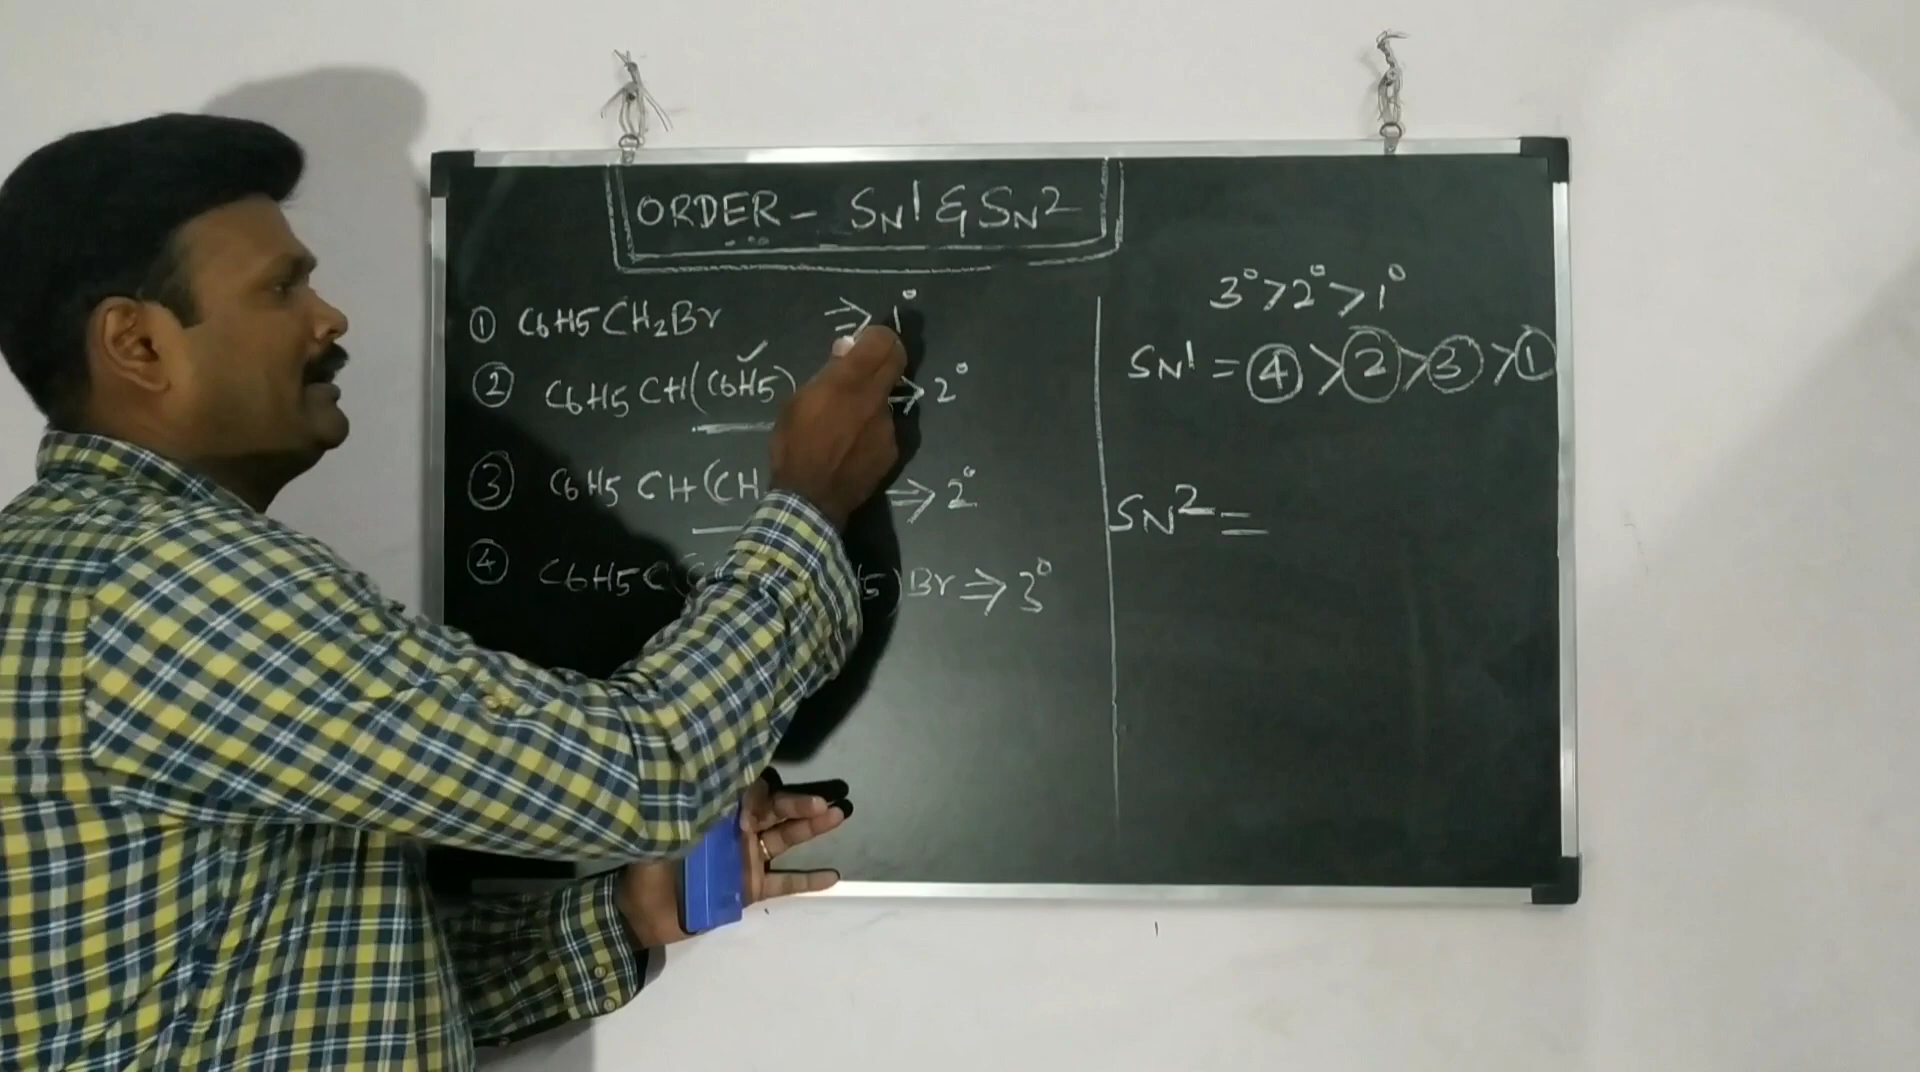 ORDER - SN1 & SN2
① C6H5CH2Br ⇒ 1°
② C6H5CH(C6H5) ⇒ 2°
③ C6H5CH(CH ⇒ 2°
④ C6H5C( 5)Br ⇒ 3°
3° > 2° > 1°
SN1 = ④ > ② > ③ > ①
SN2 =